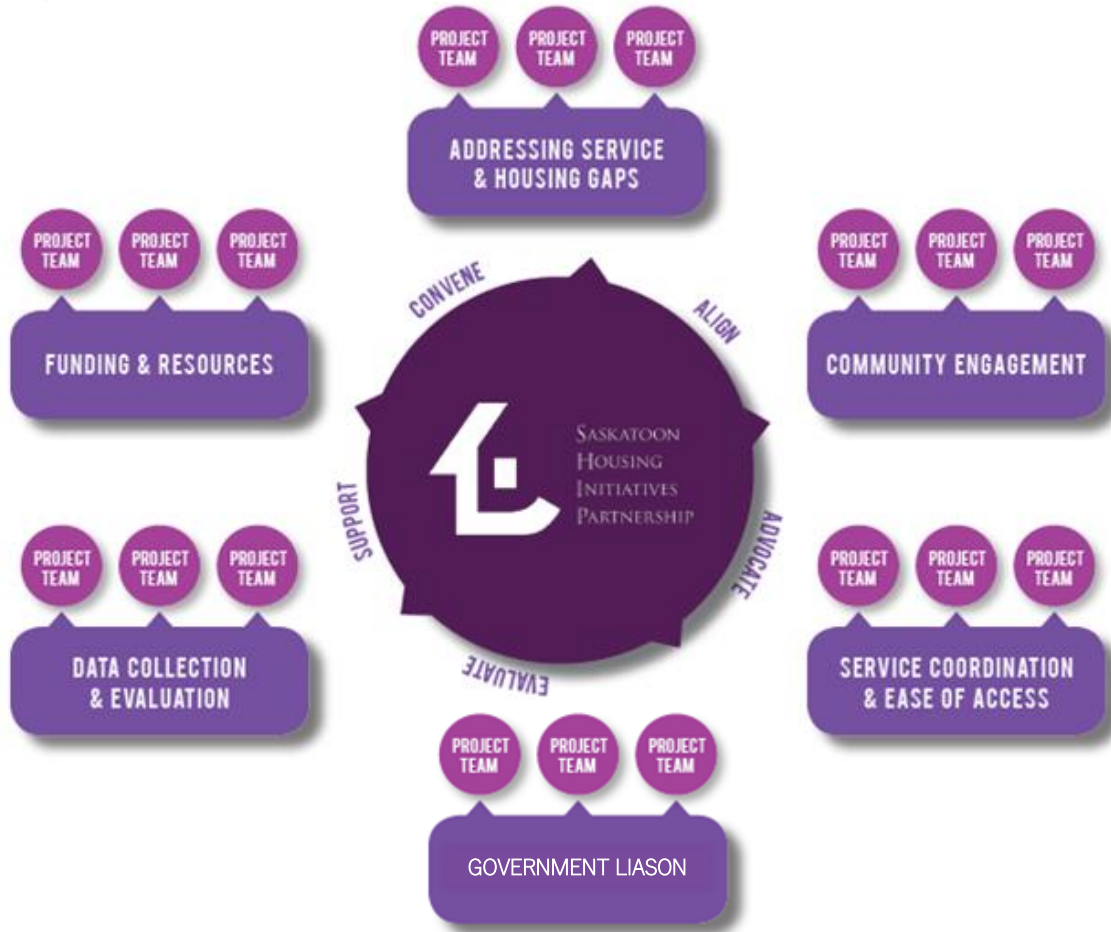 PROJECT
TEAM
PROJECT
TEAM
PROJECT
TEAM
ADDRESSING SERVICE
& HOUSING GAPS
PROJECT
TEAM
PROJECT
TEAM
PROJECT
TEAM
FUNDING & RESOURCES
PROJECT
TEAM
PROJECT
TEAM
PROJECT
TEAM
COMMUNITY ENGAGEMENT
CONVENE
ALIGN
ADVOCATE
EVALUATE
SUPPORT
SASKATOON
HOUSING
INITIATIVES
PARTNERSHIP
PROJECT
TEAM
PROJECT
TEAM
PROJECT
TEAM
DATA COLLECTION
& EVALUATION
PROJECT
TEAM
PROJECT
TEAM
PROJECT
TEAM
SERVICE COORDINATION
& EASE OF ACCESS
PROJECT
TEAM
PROJECT
TEAM
PROJECT
TEAM
GOVERNMENT LIASON